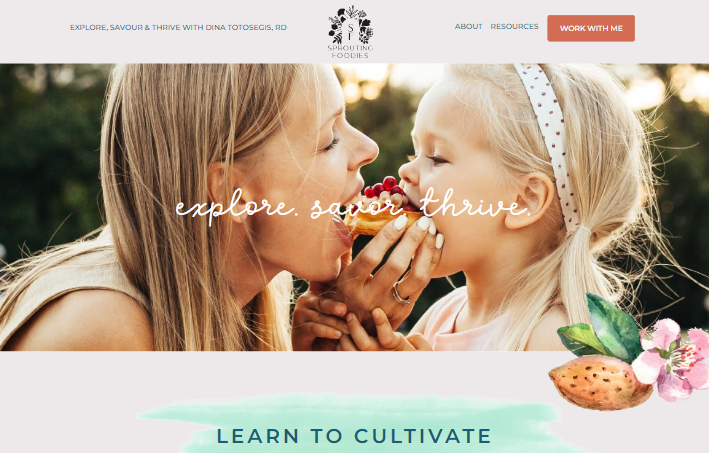 EXPLORE, SAVOUR & THRIVE WITH DINA TOTOSEGIS, RD
S
F
SPROUTING
FOODIES
ABOUT
RESOURCES
WORK WITH ME
explore. savor. thrive.
LEARN TO CULTIVATE